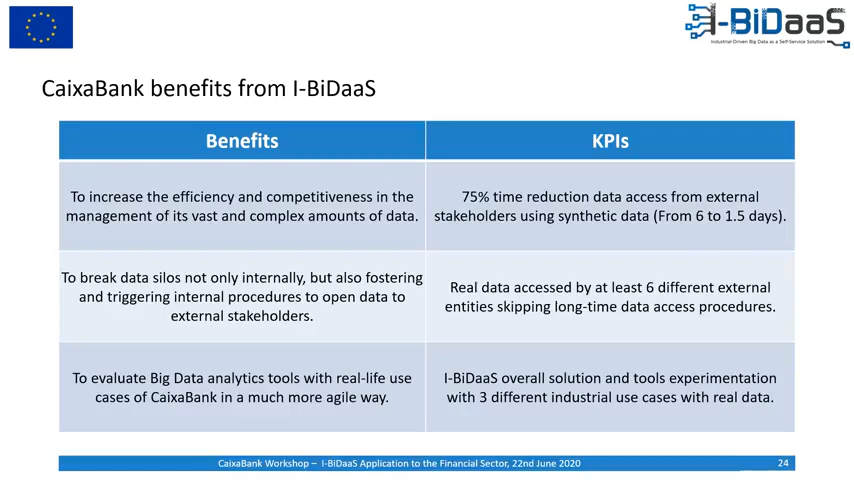 I-BiDaaS
Industrial-Driven Big Data as a Self-Service Solution
CaixaBank benefits from I-BiDaaS
Benefits
KPIs
To increase the efficiency and competitiveness in the
management of its vast and complex amounts of data.
75% time reduction data access from external
stakeholders using synthetic data (From 6 to 1.5 days).
To break data silos not only internally, but also fostering
and triggering internal procedures to open data to
external stakeholders.
Real data accessed by at least 6 different external
entities skipping long-time data access procedures.
To evaluate Big Data analytics tools with real-life use
cases of CaixaBank in a much more agile way.
I-BiDaaS overall solution and tools experimentation
with 3 different industrial use cases with real data.
CaixaBank Workshop – I-BiDaaS Application to the Financial Sector, 22nd June 2020
24